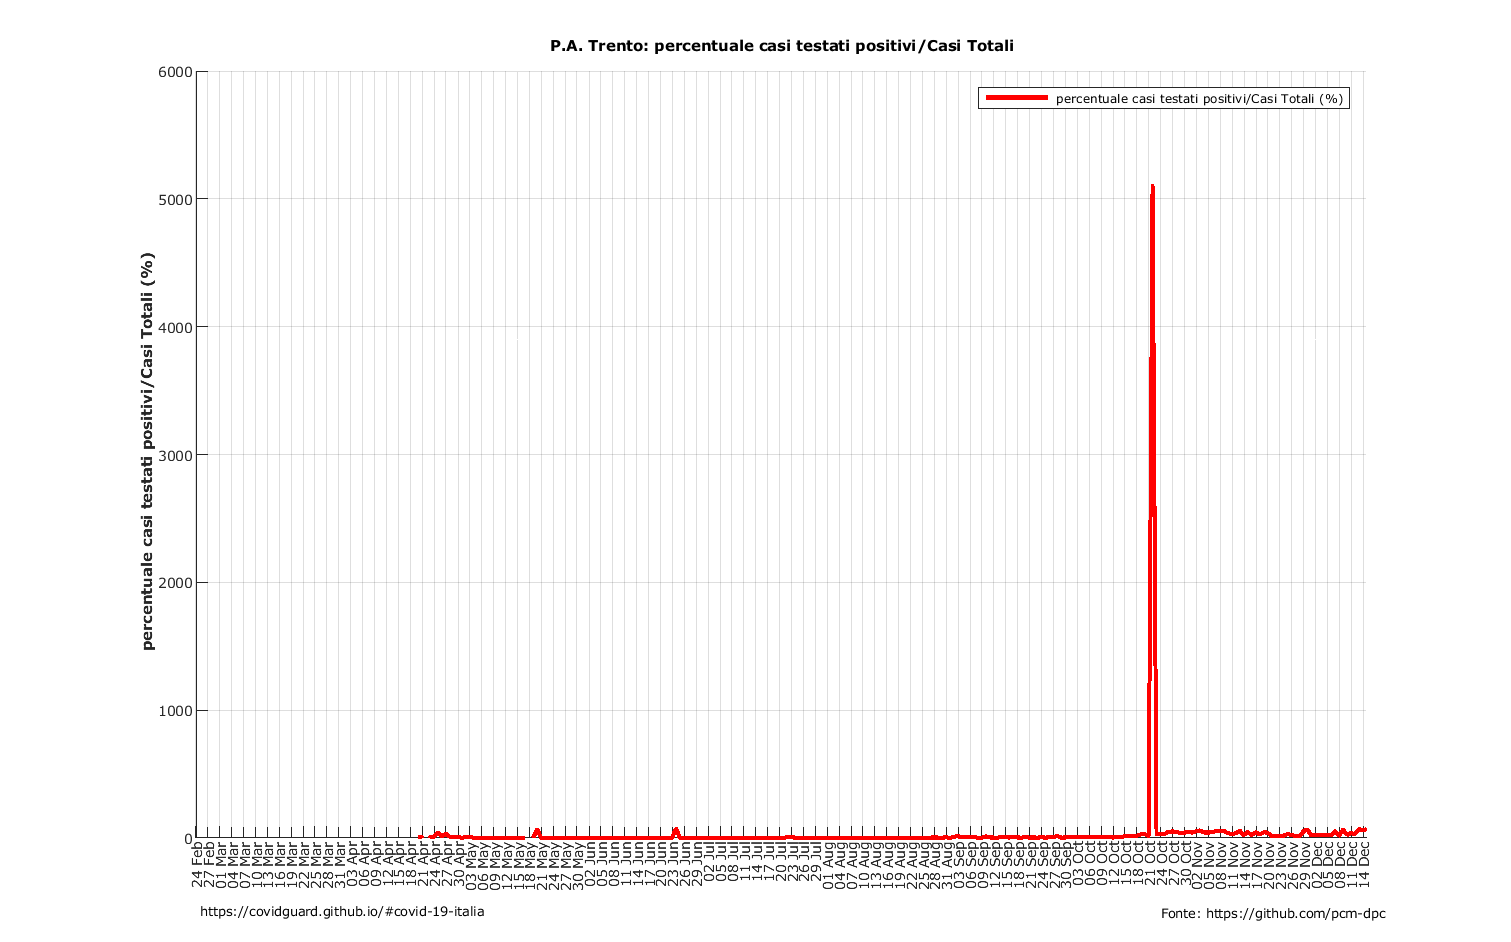 P.A. Trento: percentuale casi testati positivi/Casi Totali
percentuale casi testati positivi/Casi Totali (%)
percentuale casi testati positivi/Casi Totali (%)
6000
5000
4000
3000
2000
1000
0
24 Feb
27 Feb
01 Mar
04 Mar
07 Mar
10 Mar
13 Mar
16 Mar
19 Mar
22 Mar
25 Mar
28 Mar
31 Mar
03 Apr
06 Apr
09 Apr
12 Apr
15 Apr
18 Apr
21 Apr
24 Apr
27 Apr
30 Apr
03 May
06 May
09 May
12 May
15 May
18 May
21 May
24 May
27 May
30 May
02 Jun
05 Jun
08 Jun
11 Jun
14 Jun
17 Jun
20 Jun
23 Jun
26 Jun
29 Jun
02 Jul
05 Jul
08 Jul
11 Jul
14 Jul
17 Jul
20 Jul
23 Jul
26 Jul
29 Jul
01 Aug
04 Aug
07 Aug
10 Aug
13 Aug
16 Aug
19 Aug
22 Aug
25 Aug
28 Aug
31 Aug
03 Sep
06 Sep
09 Sep
12 Sep
15 Sep
18 Sep
21 Sep
24 Sep
27 Sep
30 Sep
03 Oct
06 Oct
09 Oct
12 Oct
15 Oct
18 Oct
21 Oct
24 Oct
27 Oct
30 Oct
02 Nov
05 Nov
08 Nov
11 Nov
14 Nov
17 Nov
20 Nov
23 Nov
26 Nov
29 Nov
02 Dec
05 Dec
08 Dec
11 Dec
14 Dec
https://covidguard.github.io/#covid-19-italia
Fonte: https://github.com/pcm-dpc